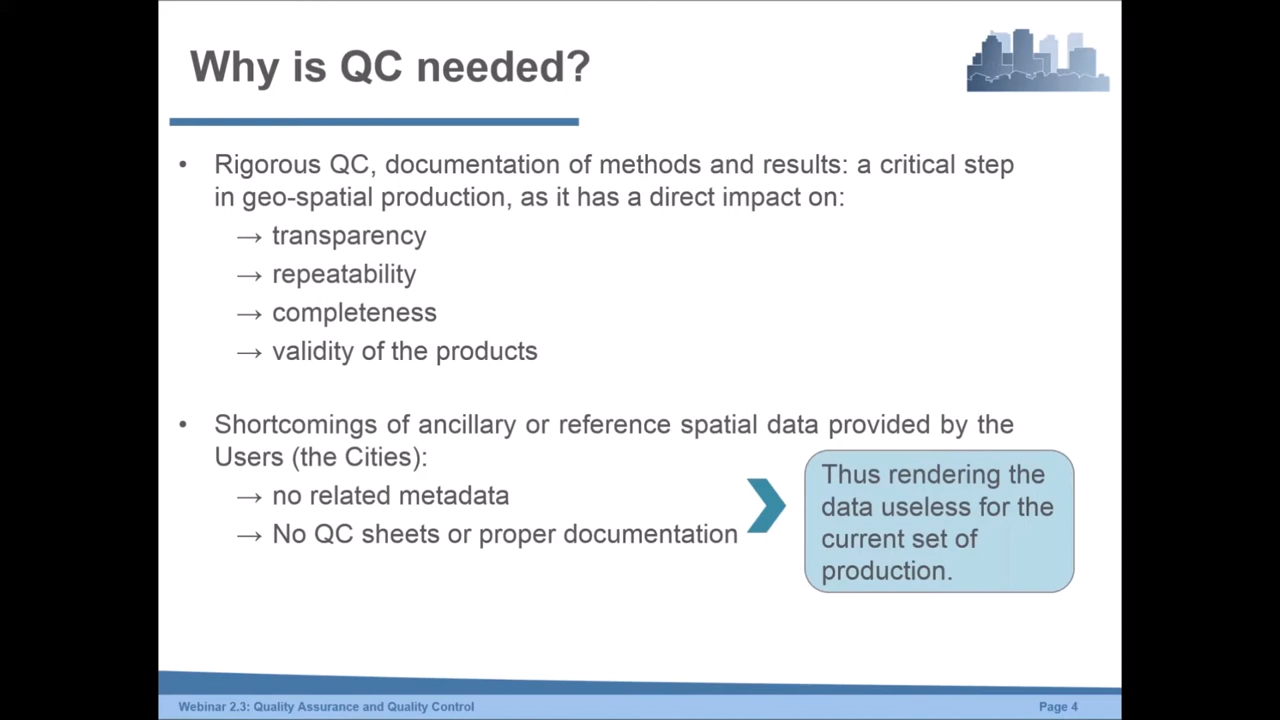 Why is QC needed?
• Rigorous QC, documentation of methods and results: a critical step
in geo-spatial production, as it has a direct impact on:
→ transparency
→ repeatability
→ completeness
→ validity of the products
• Shortcomings of ancillary or reference spatial data provided by the
Users (the Cities):
→ no related metadata
→ No QC sheets or proper documentation
Thus rendering the
data useless for the
current set of
production.
Webinar 2.3: Quality Assurance and Quality Control
Page 4